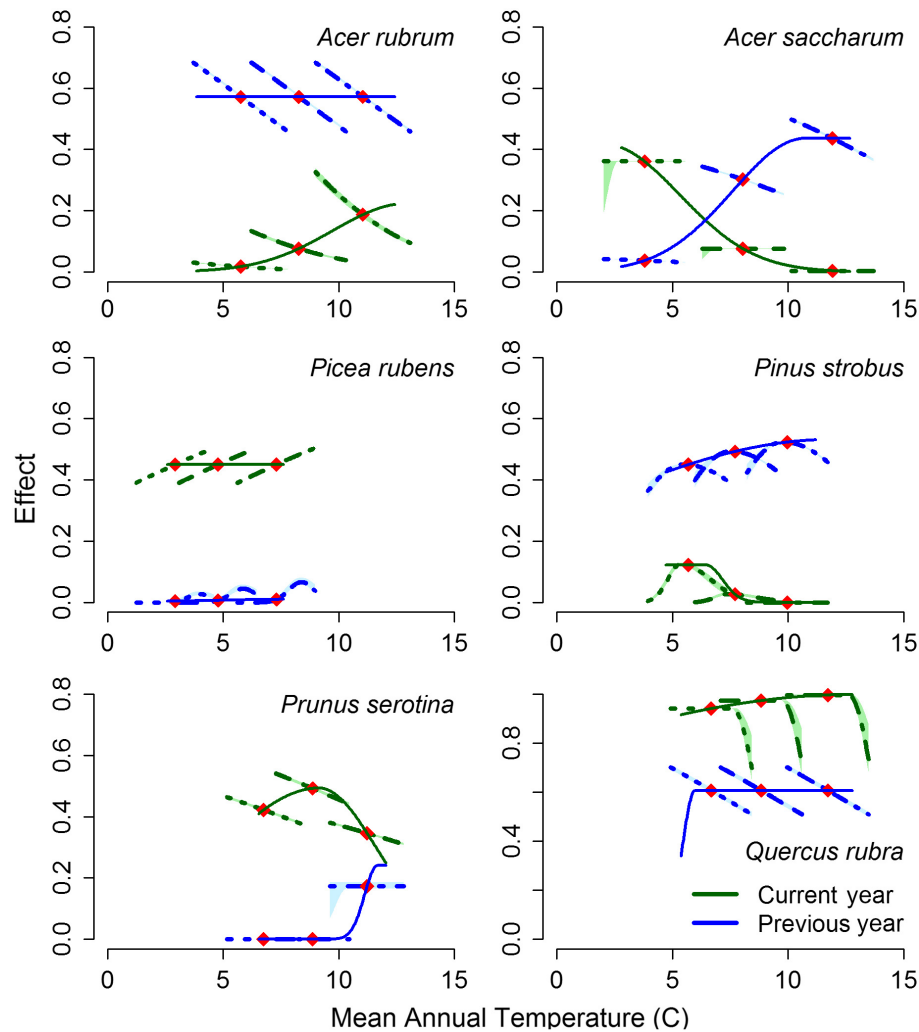 Acer rubrum
0.0 0.2 0.4 0.6 0.8
0 5 10 15
Acer saccharum
0.0 0.2 0.4 0.6 0.8
0 5 10 15
Picea rubens
0.0 0.2 0.4 0.6 0.8
0 5 10 15
Pinus strobus
0.0 0.2 0.4 0.6 0.8
0 5 10 15
Effect
Prunus serotina
0.0 0.2 0.4 0.6 0.8
0 5 10 15
Quercus rubra
Current year
Previous year
0.0 0.4 0.8
0 5 10 15
Mean Annual Temperature (C)